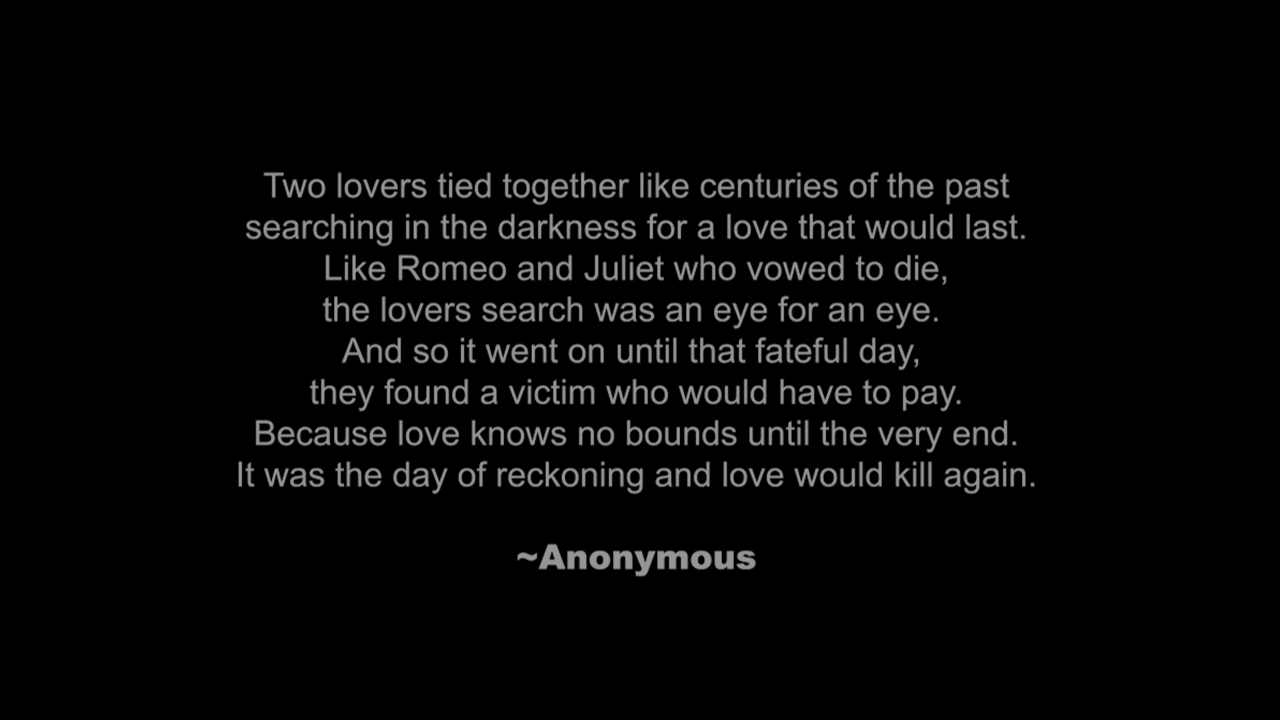 Two lovers tied together like centuries of the past
searching in the darkness for a love that would last.
Like Romeo and Juliet who vowed to die,
the lovers search was an eye for an eye.
And so it went on until that fateful day,
they found a victim who would have to pay.
Because love knows no bounds until the very end.
It was the day of reckoning and love would kill again.
~Anonymous